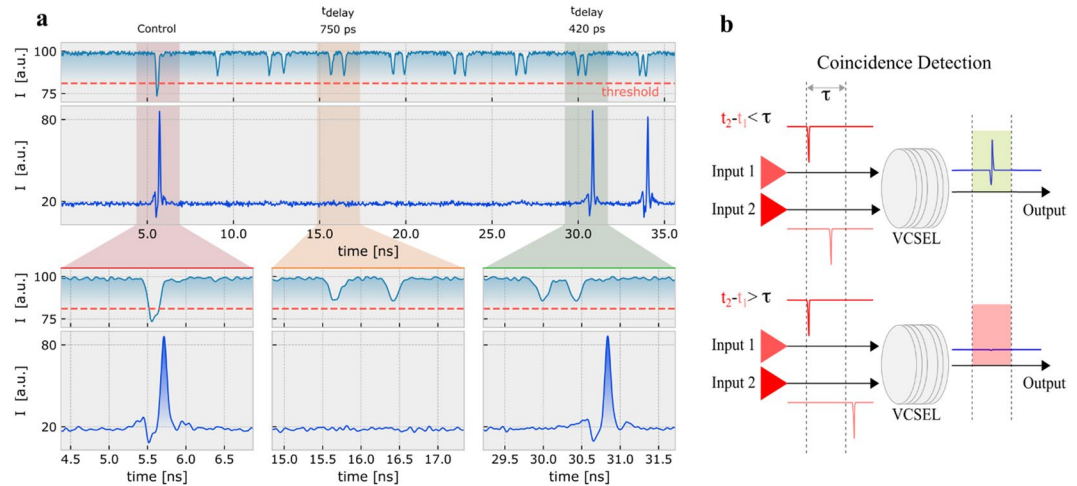 a
Control
t_delay
750 ps
t_delay
420 ps
I [a.u.]
100
75
threshold
I [a.u.]
80
20
5.0 10.0 15.0 20.0 25.0 30.0 35.0
time [ns]
I [a.u.]
100
75
I [a.u.]
80
20
4.5 5.0 5.5 6.0 6.5
time [ns]
15.0 15.5 16.0 16.5 17.0
time [ns]
29.5 30.0 30.5 31.0 31.5
time [ns]
b
Coincidence Detection
τ
t₂-t₁< τ
Input 1
Input 2
VCSEL
Output
t₂-t₁> τ
Input 1
Input 2
VCSEL
Output